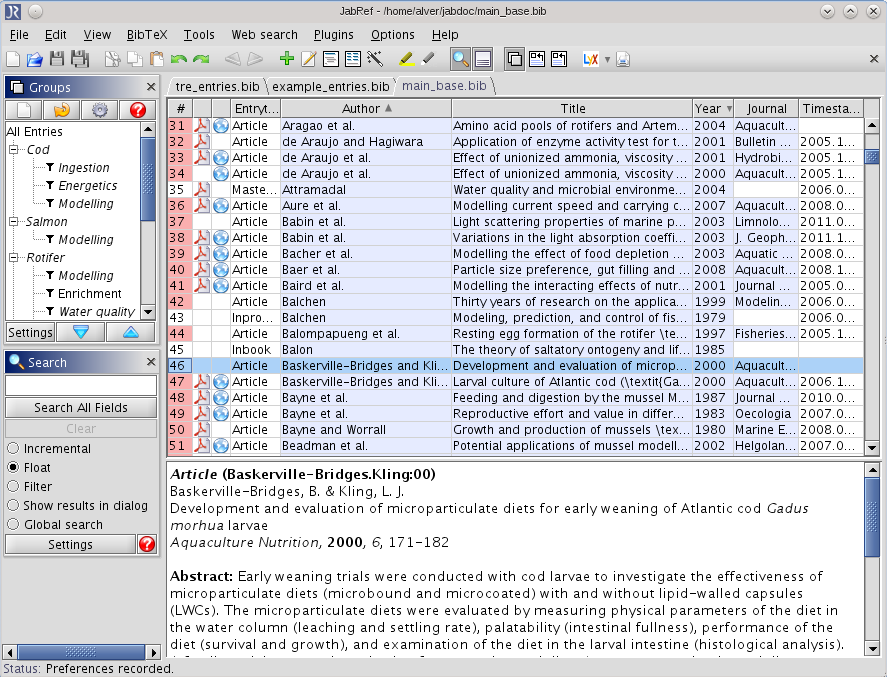 JabRef - /home/alver/jabdoc/main_base.bib
File Edit View BibTeX Tools Web search Plugins Options Help
Groups
tre_entries.bib example_entries.bib main_base.bib
# Entryt... Author Title Year Journal Timesta...
All Entries
Cod
Ingestion
Energetics
Modelling
Salmon
Modelling
Rotifer
Modelling
Enrichment
Water quality
Settings
31 Article Aragao et al. Amino acid pools of rotifers and Artem... 2004 Aquacult...
32 Article de Araujo and Hagiwara Application of enzyme activity test for t... 2001 Bulletin ... 2005.1...
33 Article de Araujo et al. Effect of unionized ammonia, viscosity ... 2001 Hydrobi... 2005.1...
34 Article de Araujo et al. Effect of unionized ammonia, viscosity ... 2000 Aquacult... 2005.1...
35 Maste... Attramadal Water quality and microbial environme... 2004 2006.0...
36 Article Aure et al. Modelling current speed and carrying c... 2007 Aquacult... 2008.0...
37 Article Babin et al. Light scattering properties of marine p... 2003 Limnolo... 2011.0...
38 Article Babin et al. Variations in the light absorption coeffi... 2003 J. Geoph... 2011.1...
39 Article Bacher et al. Modelling the effect of food depletion ... 2003 Aquatic ... 2008.0...
40 Article Baer et al. Particle size preference, gut filling and ... 2008 Aquacult... 2008.1...
41 Article Baird et al. Modelling the interacting effects of nutr... 2001 Journal ... 2005.0...
42 Article Balchen Thirty years of research on the applica... 1999 Modelin... 2006.0...
43 Inpro... Balchen Modeling, prediction, and control of fis... 1979 2006.0...
44 Article Balompapueng et al. Resting egg formation of the rotifer \te... 1997 Fisheries... 2005.1...
45 Inbook Balon The theory of saltatory ontogeny and lif... 1985
46 Article Baskerville-Bridges and Kli... Development and evaluation of microp... 2000 Aquacult...
47 Article Baskerville-Bridges and Kli... Larval culture of Atlantic cod (\textit{Ga... 2000 Aquacult... 2006.1...
48 Article Bayne et al. Feeding and digestion by the mussel M... 1987 Journal ... 2010.0...
49 Article Bayne et al. Reproductive effort and value in differ... 1983 Oecologia 2007.0...
50 Article Bayne and Worrall Growth and production of mussels \tex... 1980 Marine E... 2008.0...
51 Article Beadman et al. Potential applications of mussel modell... 2002 Helgolan... 2007.0...
Search
Search All Fields
Clear
Incremental
Float
Filter
Show results in dialog
Global search
Settings
Article (Baskerville-Bridges.Kling:00)
Baskerville-Bridges, B. & Kling, L. J.
Development and evaluation of microparticulate diets for early weaning of Atlantic cod Gadus
morhua larvae
Aquaculture Nutrition, 2000, 6, 171-182
Abstract: Early weaning trials were conducted with cod larvae to investigate the effectiveness of
microparticulate diets (microbound and microcoated) with and without lipid-walled capsules
(LWCs). The microparticulate diets were evaluated by measuring physical parameters of the diet in
the water column (leaching and settling rate), palatability (intestinal fullness), performance of the
diet (survival and growth), and examination of the diet in the larval intestine (histological analysis).
Status: Preferences recorded.